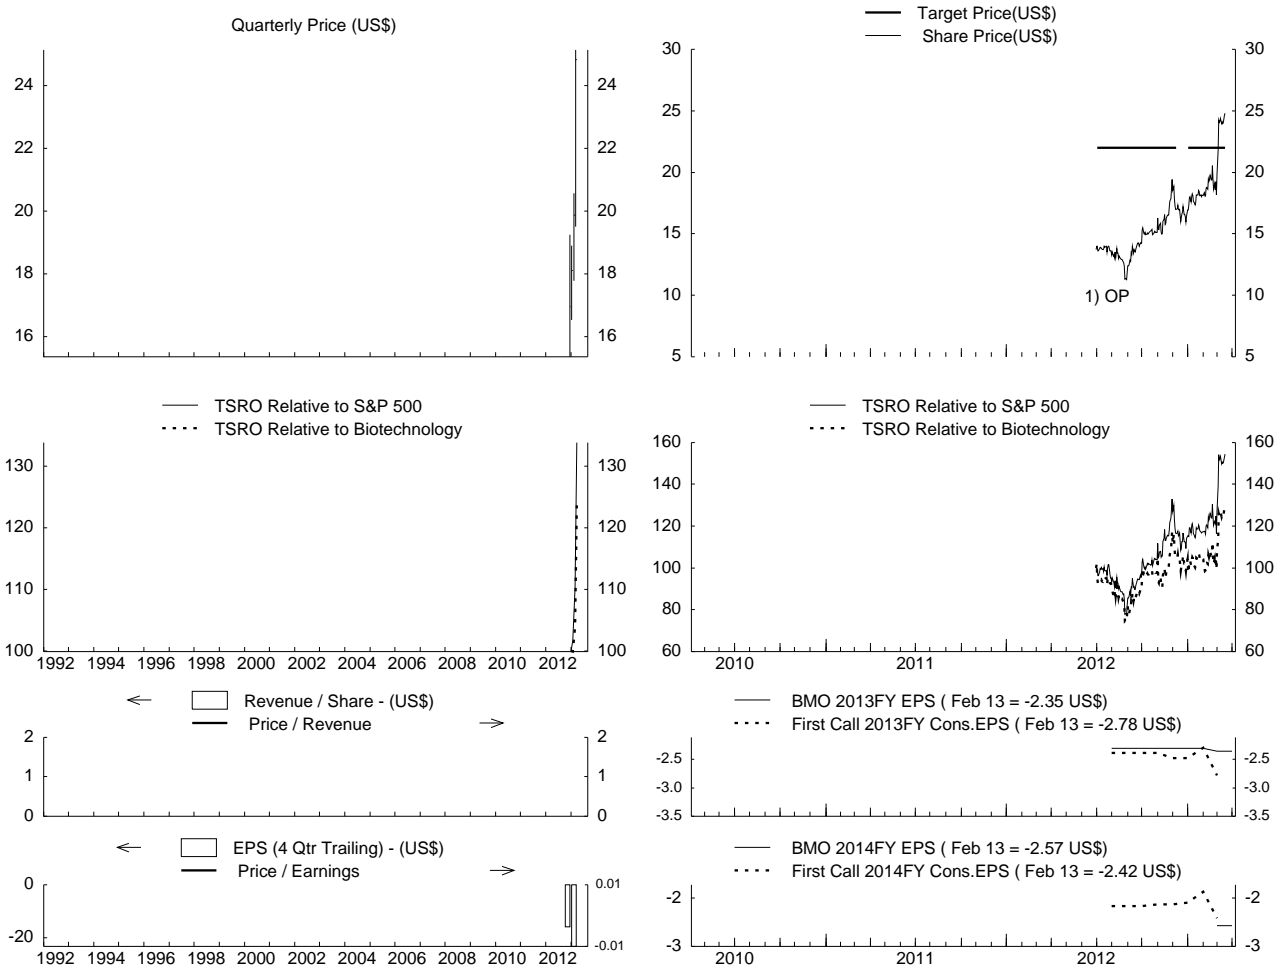 Quarterly Price (US$)
24 24
22 22
20 20
18 18
16 16
Target Price(US$)
Share Price(US$)
30 30
25 25
20 20
15 15
10 10
5 5
1) OP
TSRO Relative to S&P 500
TSRO Relative to Biotechnology
130 130
120 120
110 110
100 100
1992 1994 1996 1998 2000 2002 2004 2006 2008 2010 2012
TSRO Relative to S&P 500
TSRO Relative to Biotechnology
160 160
140 140
120 120
100 100
80 80
60 60
2010 2011 2012
Revenue / Share - (US$)
Price / Revenue
2 2
1 1
0 0
BMO 2013FY EPS ( Feb 13 = -2.35 US$)
First Call 2013FY Cons.EPS ( Feb 13 = -2.78 US$)
-2.5 -2.5
-3.0 -3.0
-3.5 -3.5
EPS (4 Qtr Trailing) - (US$)
Price / Earnings
0 0.01
-20 -0.01
1992 1994 1996 1998 2000 2002 2004 2006 2008 2010 2012
BMO 2014FY EPS ( Feb 13 = -2.57 US$)
First Call 2014FY Cons.EPS ( Feb 13 = -2.42 US$)
-2 -2
-3 -3
2010 2011 2012